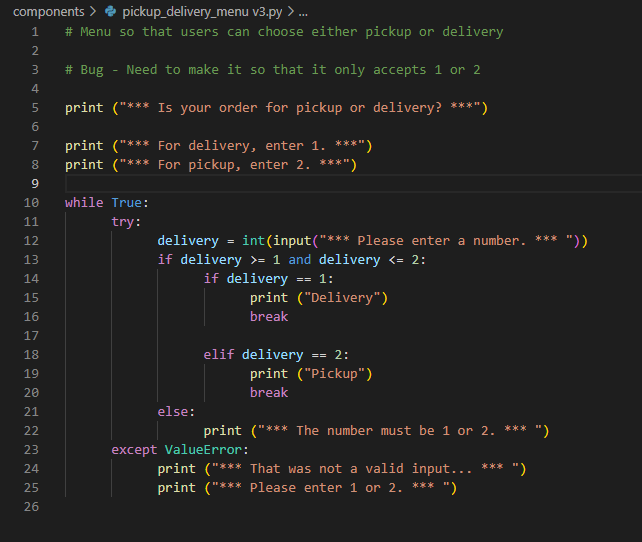 components > pickup_delivery_menu v3.py > ...
1 # Menu so that users can choose either pickup or delivery
2
3 # Bug - Need to make it so that it only accepts 1 or 2
4
5 print ("*** Is your order for pickup or delivery? ***")
6
7 print ("*** For delivery, enter 1. ***")
8 print ("*** For pickup, enter 2. ***")
9
10 while True:
11     try:
12         delivery = int(input("*** Please enter a number. *** "))
13         if delivery >= 1 and delivery <= 2:
14             if delivery == 1:
15                 print ("Delivery")
16                 break
17
18             elif delivery == 2:
19                 print ("Pickup")
20                 break
21         else:
22             print ("*** The number must be 1 or 2. *** ")
23     except ValueError:
24         print ("*** That was not a valid input... *** ")
25         print ("*** Please enter 1 or 2. *** ")
26